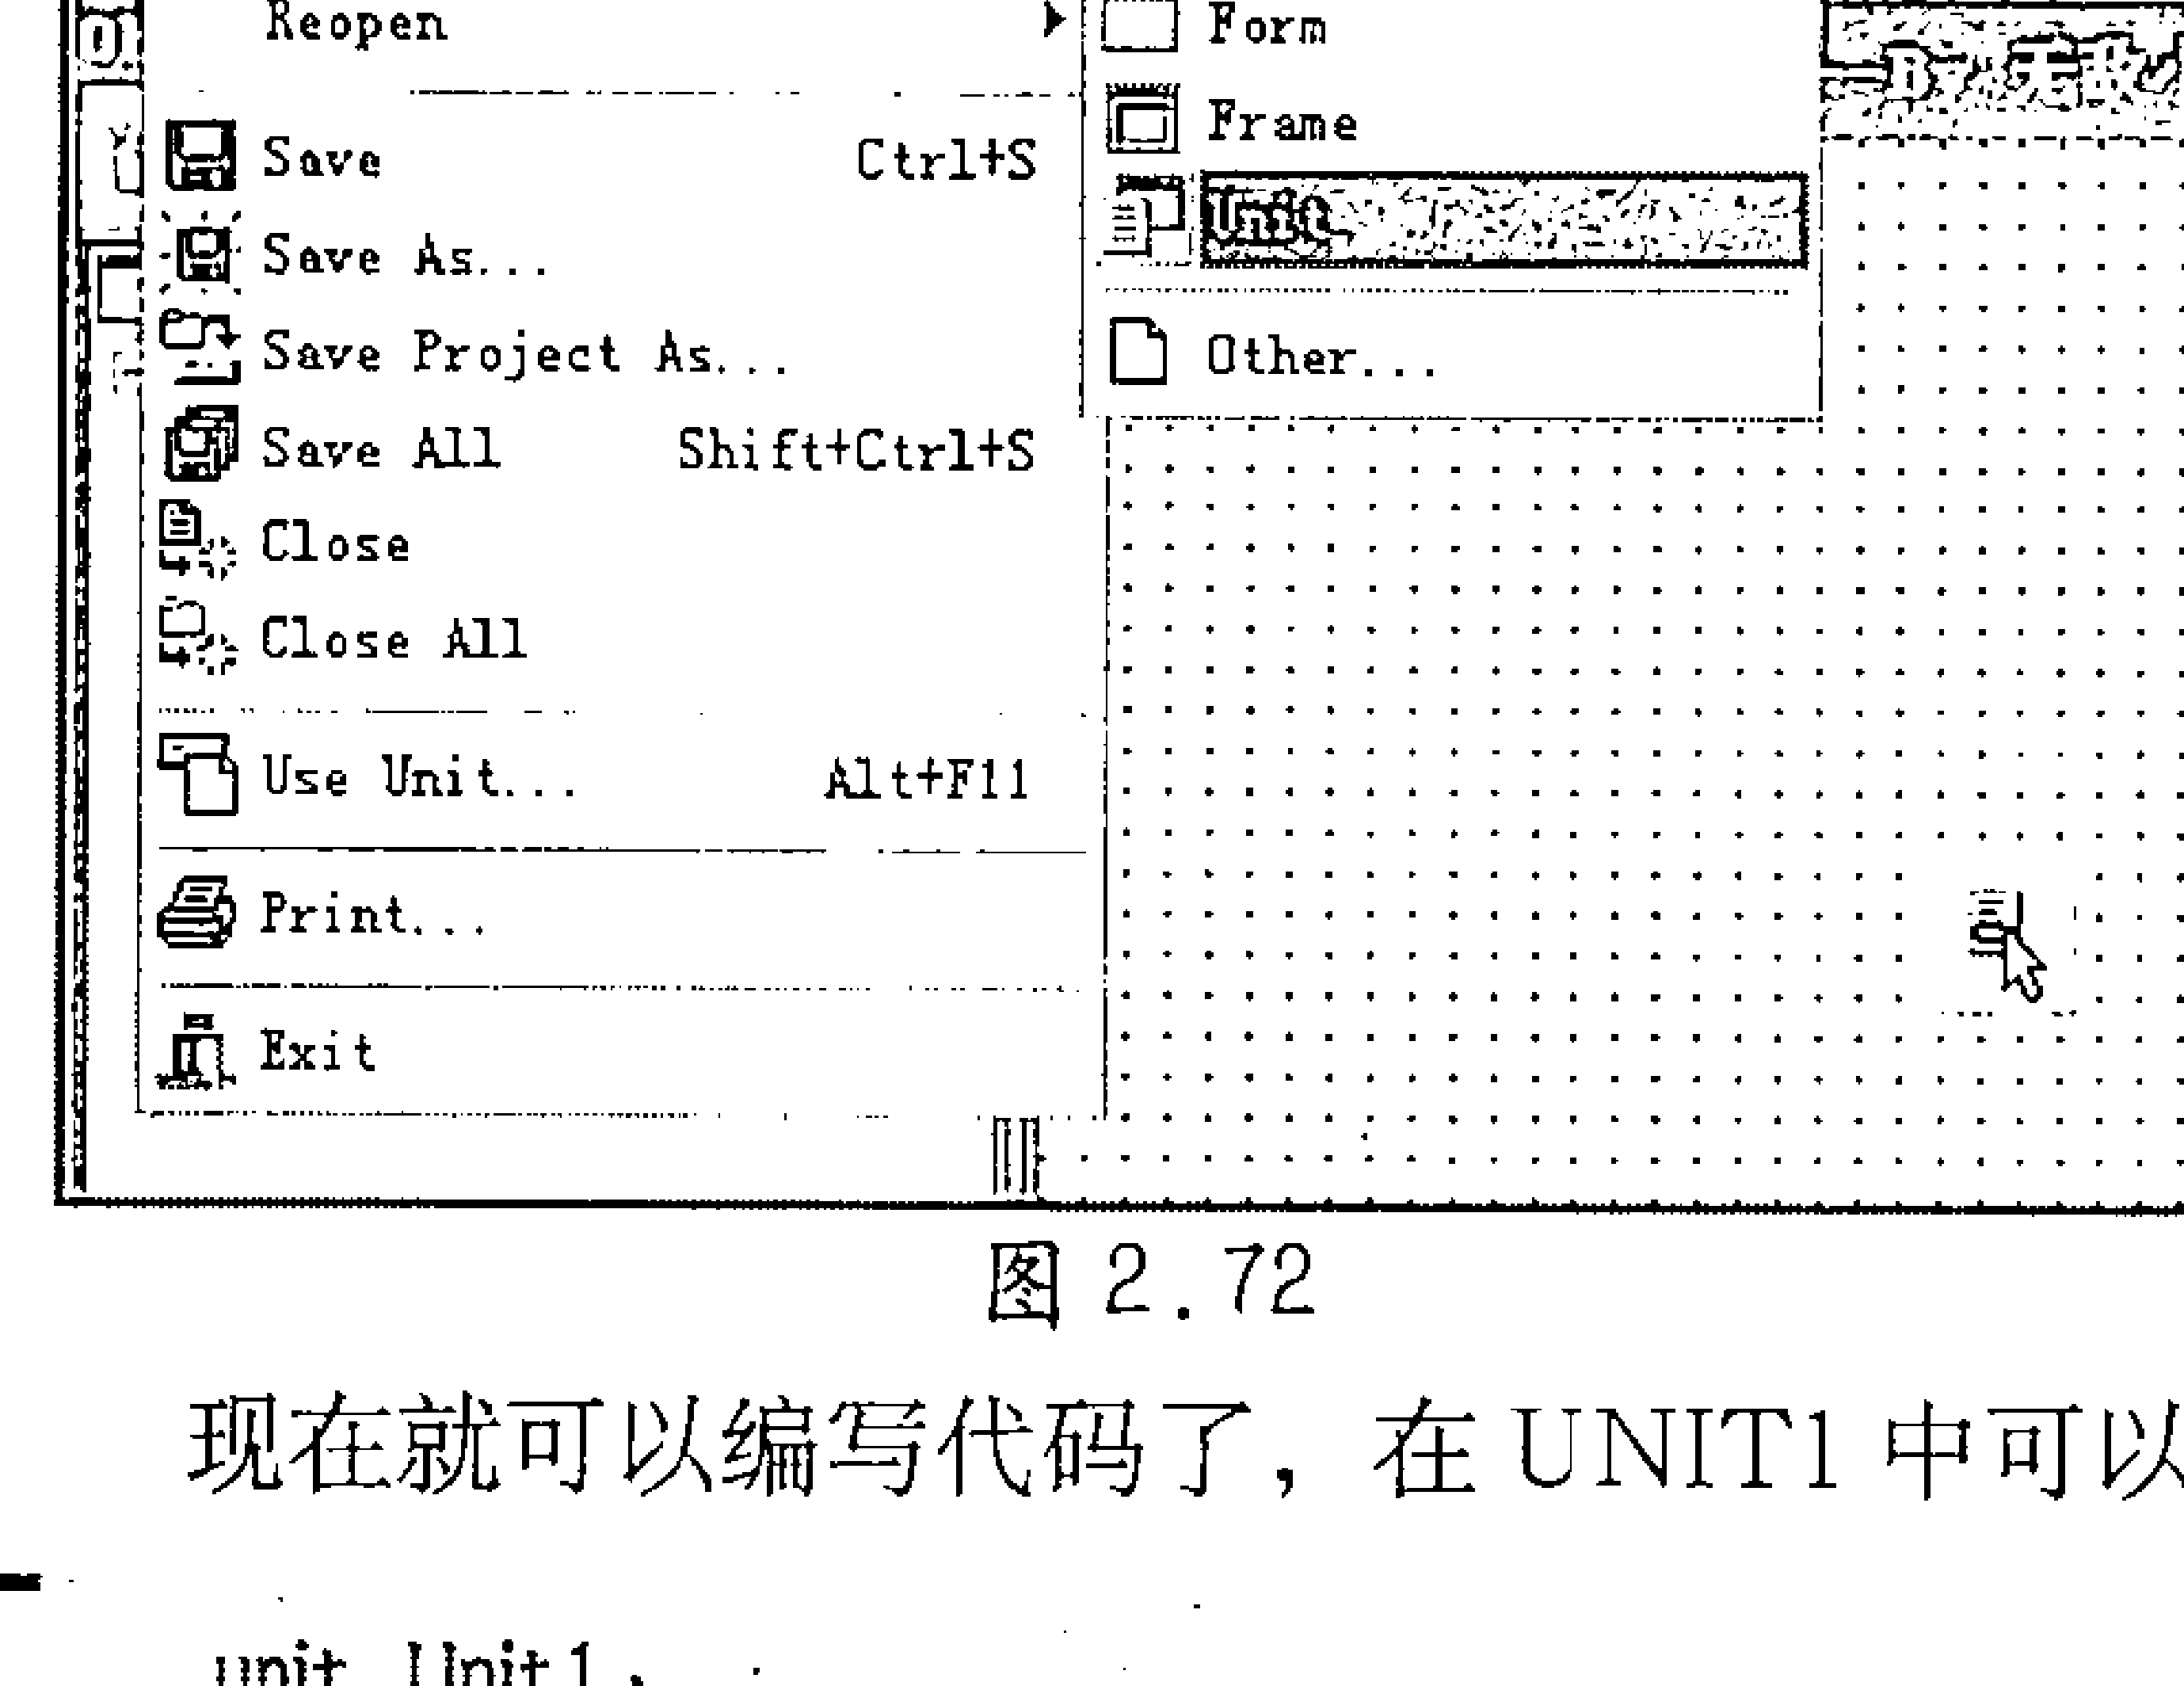 Reopen
Form
Frame
Save Ctrl+S
Unit
Save As...
Save Project As...
Other...
Save All Shift+Ctrl+S
Close
Close All
Use Unit... Alt+F11
Print...
Exit
图 2.72
现在就可以编写代码了，在 UNIT1 中可以
unit Unit1;